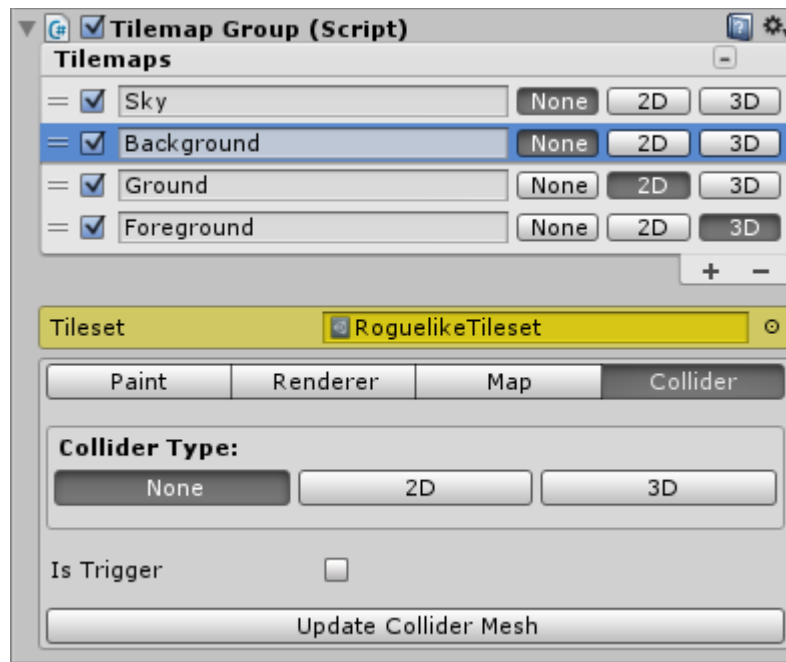 Tilemap Group (Script)
Tilemaps
Sky None 2D 3D
Background None 2D 3D
Ground None 2D 3D
Foreground None 2D 3D
+ −
Tileset RoguelikeTileset
Paint Renderer Map Collider
Collider Type:
None 2D 3D
Is Trigger
Update Collider Mesh